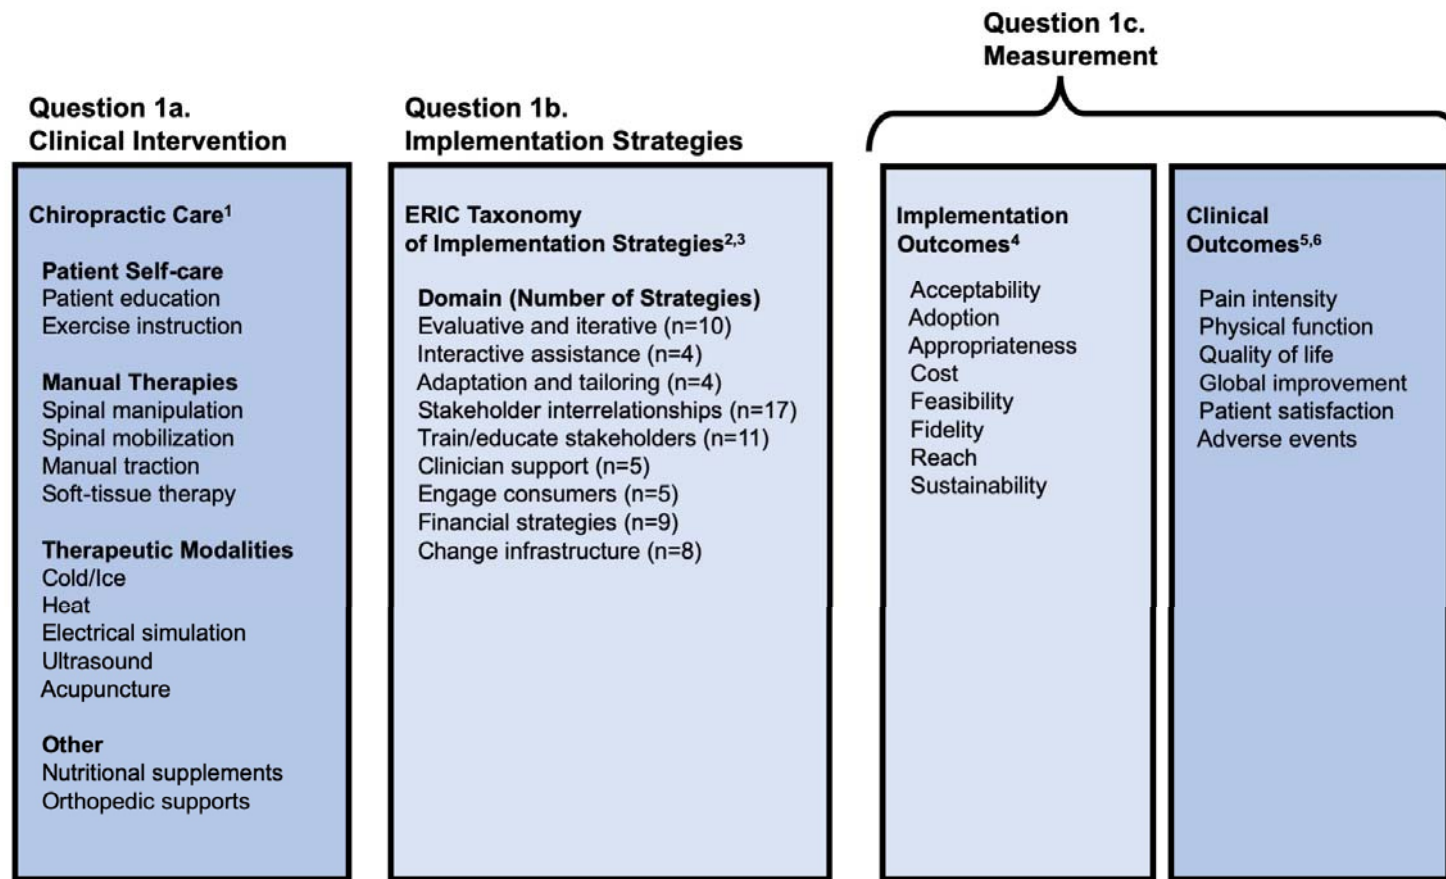 Question 1c.
Measurement
Question 1a.
Clinical Intervention
Question 1b.
Implementation Strategies
Chiropractic Care¹
Patient Self-care
Patient education
Exercise instruction
Manual Therapies
Spinal manipulation
Spinal mobilization
Manual traction
Soft-tissue therapy
Therapeutic Modalities
Cold/Ice
Heat
Electrical simulation
Ultrasound
Acupuncture
Other
Nutritional supplements
Orthopedic supports
ERIC Taxonomy
of Implementation Strategies²,³
Domain (Number of Strategies)
Evaluative and iterative (n=10)
Interactive assistance (n=4)
Adaptation and tailoring (n=4)
Stakeholder interrelationships (n=17)
Train/educate stakeholders (n=11)
Clinician support (n=5)
Engage consumers (n=5)
Financial strategies (n=9)
Change infrastructure (n=8)
Implementation
Outcomes⁴
Acceptability
Adoption
Appropriateness
Cost
Feasibility
Fidelity
Reach
Sustainability
Clinical
Outcomes⁵,⁶
Pain intensity
Physical function
Quality of life
Global improvement
Patient satisfaction
Adverse events